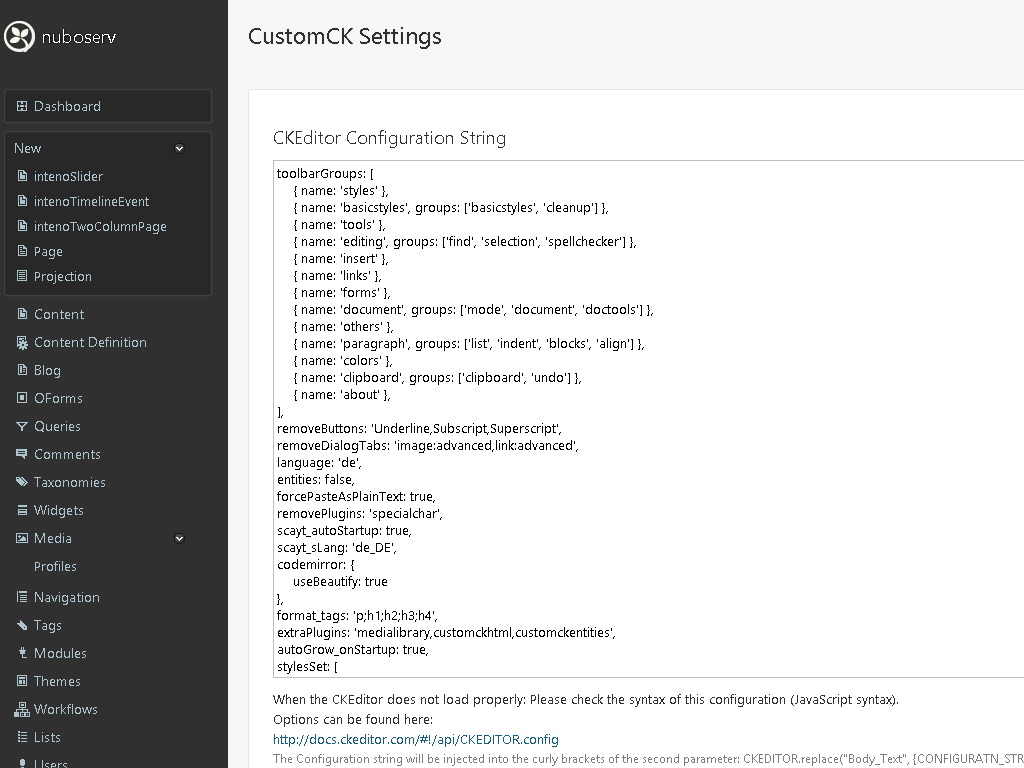 nuboserv
Dashboard
New
intenoSlider
intenoTimelineEvent
intenoTwoColumnPage
Page
Projection
Content
Content Definition
Blog
OForms
Queries
Comments
Taxonomies
Widgets
Media
Profiles
Navigation
Tags
Modules
Themes
Workflows
Lists
Users
CustomCK Settings
CKEditor Configuration String
toolbarGroups: [
{ name: 'styles' },
{ name: 'basicstyles', groups: ['basicstyles', 'cleanup'] },
{ name: 'tools' },
{ name: 'editing', groups: ['find', 'selection', 'spellchecker'] },
{ name: 'insert' },
{ name: 'links' },
{ name: 'forms' },
{ name: 'document', groups: ['mode', 'document', 'doctools'] },
{ name: 'others' },
{ name: 'paragraph', groups: ['list', 'indent', 'blocks', 'align'] },
{ name: 'colors' },
{ name: 'clipboard', groups: ['clipboard', 'undo'] },
{ name: 'about' },
],
removeButtons: 'Underline,Subscript,Superscript',
removeDialogTabs: 'image:advanced,link:advanced',
language: 'de',
entities: false,
forcePasteAsPlainText: true,
removePlugins: 'specialchar',
scayt_autoStartup: true,
scayt_sLang: 'de_DE',
codemirror: {
useBeautify: true
},
format_tags: 'p;h1;h2;h3;h4',
extraPlugins: 'medialibrary,customckhtml,customckentities',
autoGrow_onStartup: true,
stylesSet: [
When the CKEditor does not load properly: Please check the syntax of this configuration (JavaScript syntax).
Options can be found here:
http://docs.ckeditor.com/#!/api/CKEDITOR.config
The Configuration string will be injected into the curly brackets of the second parameter: CKEDITOR.replace("Body_Text", {CONFIGURATN_STR